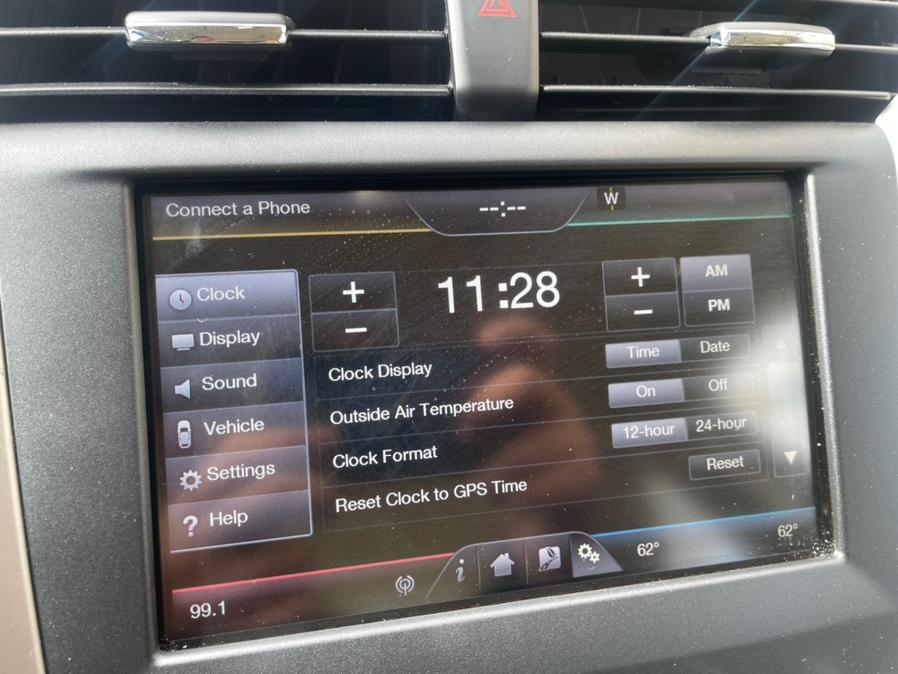 Connect a Phone
--:--
W
Clock
+
11:28
+
AM
−
−
PM
Display
Clock Display
Time
Date
Sound
Outside Air Temperature
On
Off
Vehicle
Clock Format
12-hour
24-hour
Settings
Reset Clock to GPS Time
Reset
? Help
99.1
i
62°
62°